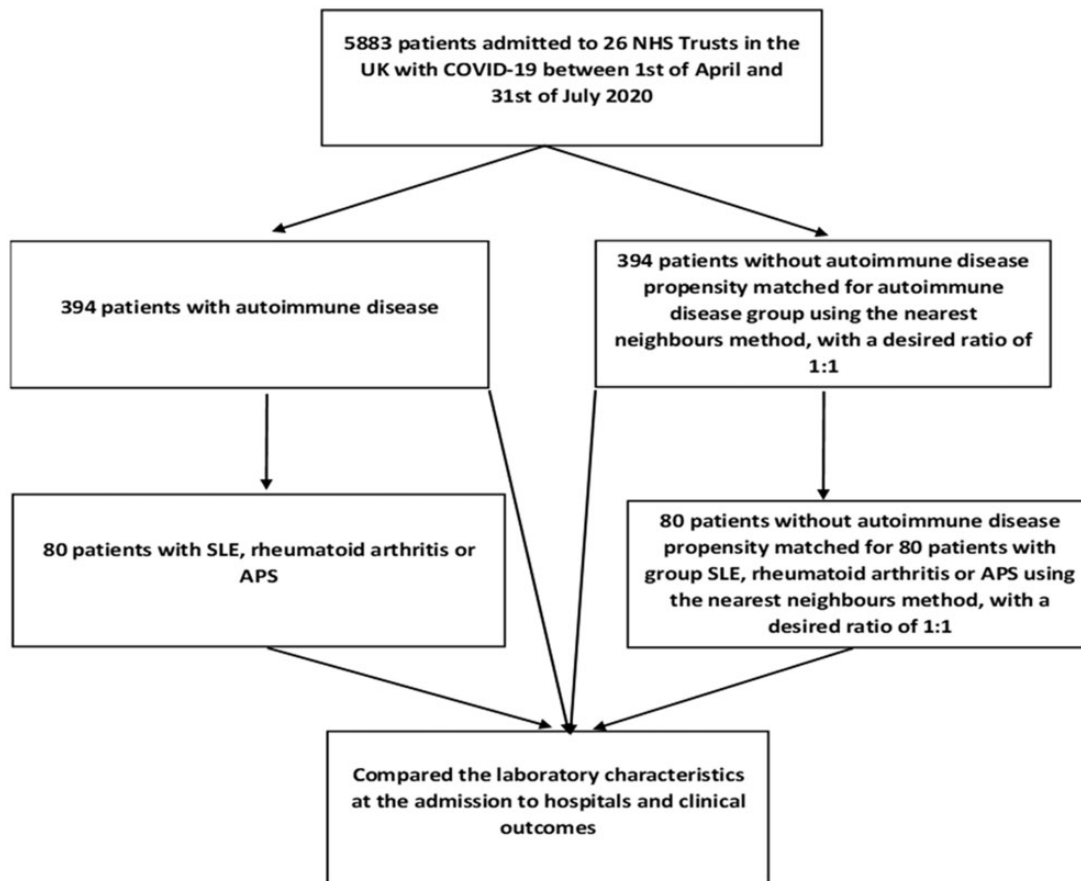 5883 patients admitted to 26 NHS Trusts in the
UK with COVID-19 between 1st of April and
31st of July 2020
394 patients with autoimmune disease
394 patients without autoimmune disease
propensity matched for autoimmune
disease group using the nearest
neighbours method, with a desired ratio of
1:1
80 patients with SLE, rheumatoid arthritis or
APS
80 patients without autoimmune disease
propensity matched for 80 patients with
group SLE, rheumatoid arthritis or APS using
the nearest neighbours method, with a
desired ratio of 1:1
Compared the laboratory characteristics
at the admission to hospitals and clinical
outcomes